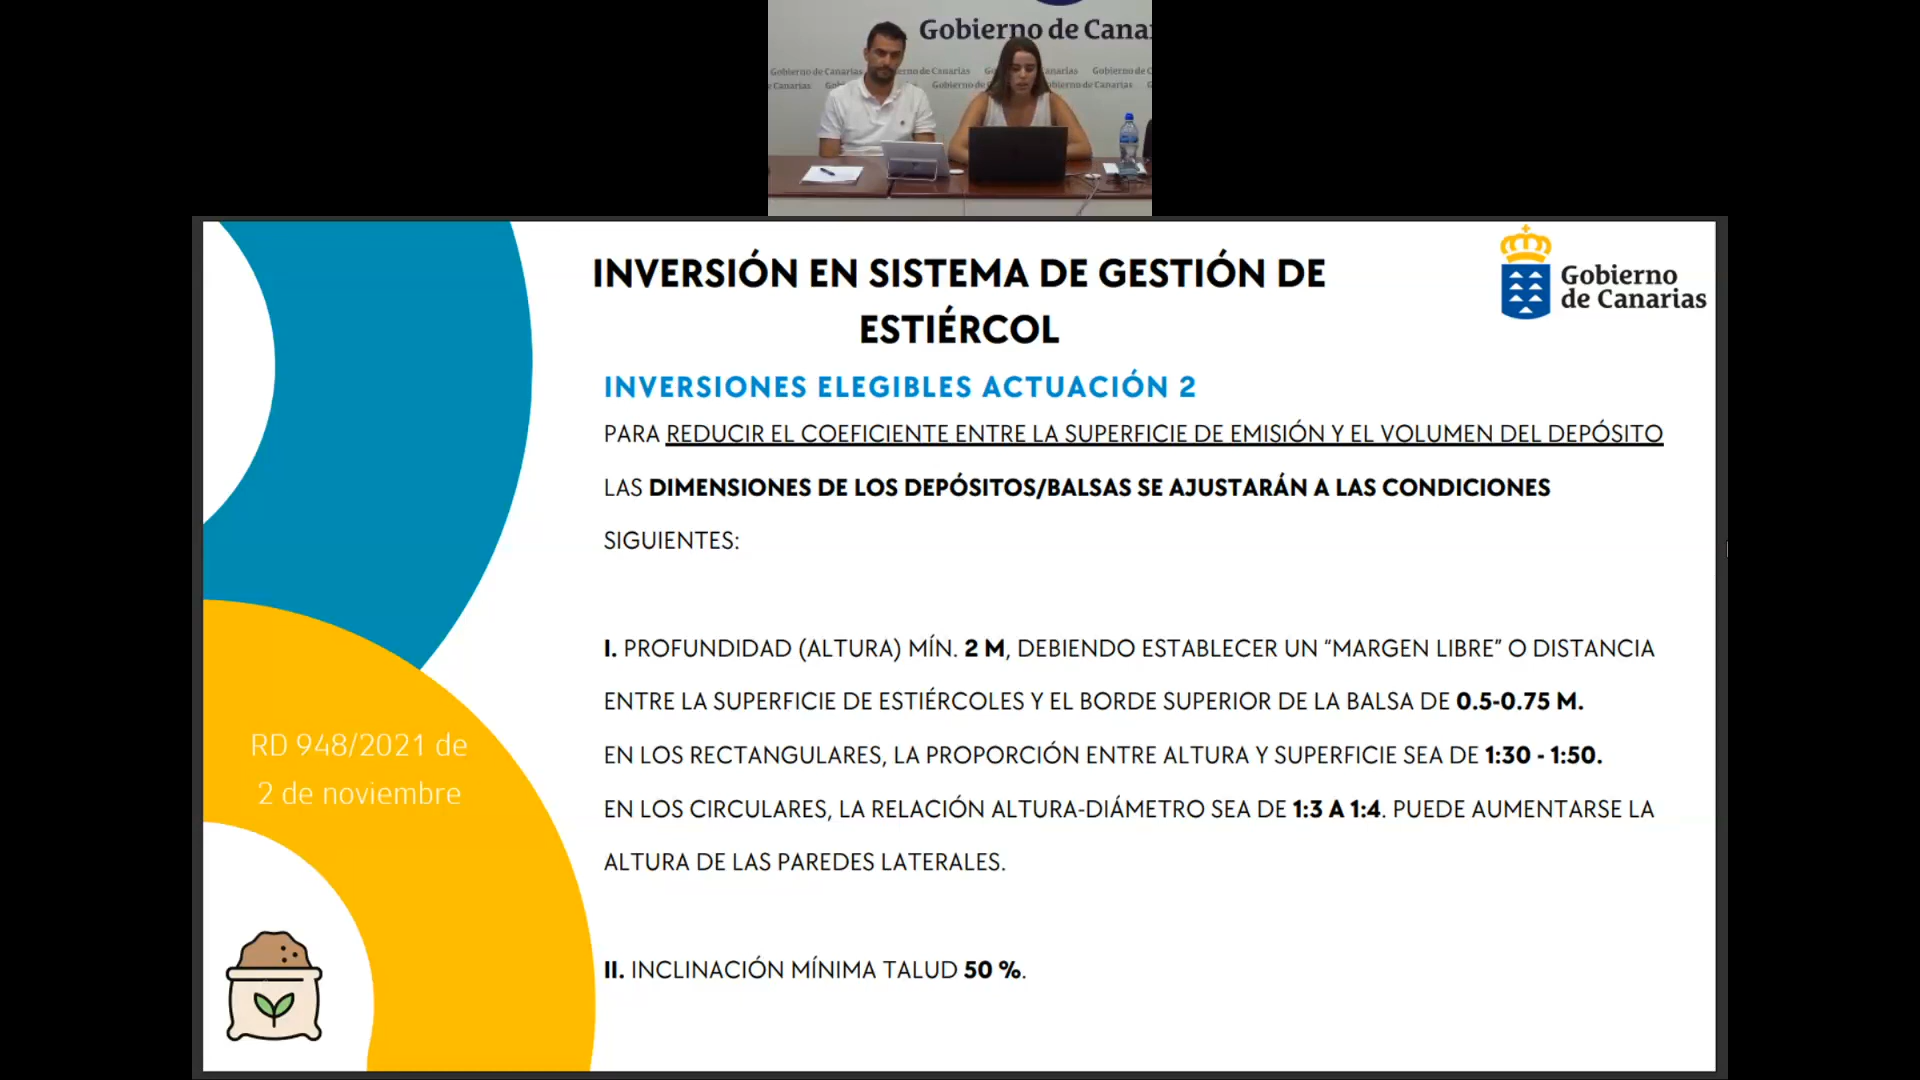 Gobierno de Cana
Gobierno de Canarias
Gobierno de Canarias
INVERSIÓN EN SISTEMA DE GESTIÓN DE
ESTIÉRCOL
Gobierno
de Canarias
INVERSIONES ELEGIBLES ACTUACIÓN 2
PARA REDUCIR EL COEFICIENTE ENTRE LA SUPERFICIE DE EMISIÓN Y EL VOLUMEN DEL DEPÓSITO
LAS DIMENSIONES DE LOS DEPÓSITOS/BALSAS SE AJUSTARÁN A LAS CONDICIONES
SIGUIENTES:
I. PROFUNDIDAD (ALTURA) MÍN. 2 M, DEBIENDO ESTABLECER UN “MARGEN LIBRE” O DISTANCIA
ENTRE LA SUPERFICIE DE ESTIÉRCOLES Y EL BORDE SUPERIOR DE LA BALSA DE 0.5-0.75 M.
EN LOS RECTANGULARES, LA PROPORCIÓN ENTRE ALTURA Y SUPERFICIE SEA DE 1:30 - 1:50.
EN LOS CIRCULARES, LA RELACIÓN ALTURA-DIÁMETRO SEA DE 1:3 A 1:4. PUEDE AUMENTARSE LA
ALTURA DE LAS PAREDES LATERALES.
II. INCLINACIÓN MÍNIMA TALUD 50 %.
RD 948/2021 de
2 de noviembre